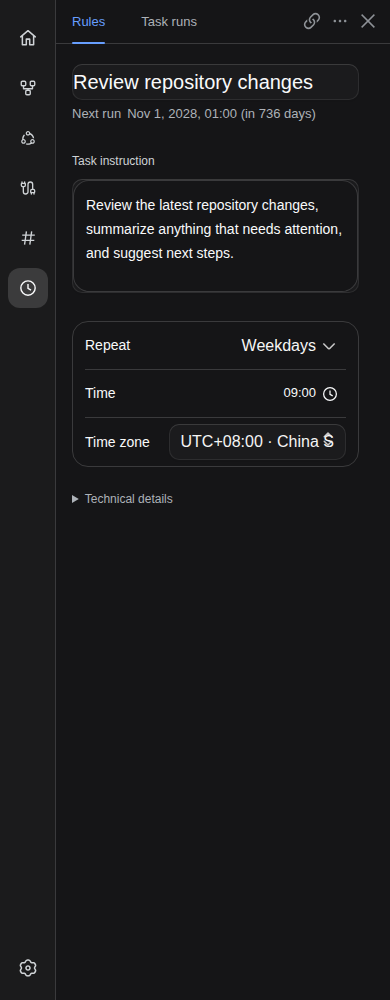 Rules
Task runs
Review repository changes
Next run Nov 1, 2028, 01:00 (in 736 days)
Task instruction
Review the latest repository changes,
summarize anything that needs attention,
and suggest next steps.
Repeat
Weekdays
Time
09:00
Time zone
UTC+08:00 · China S
Technical details